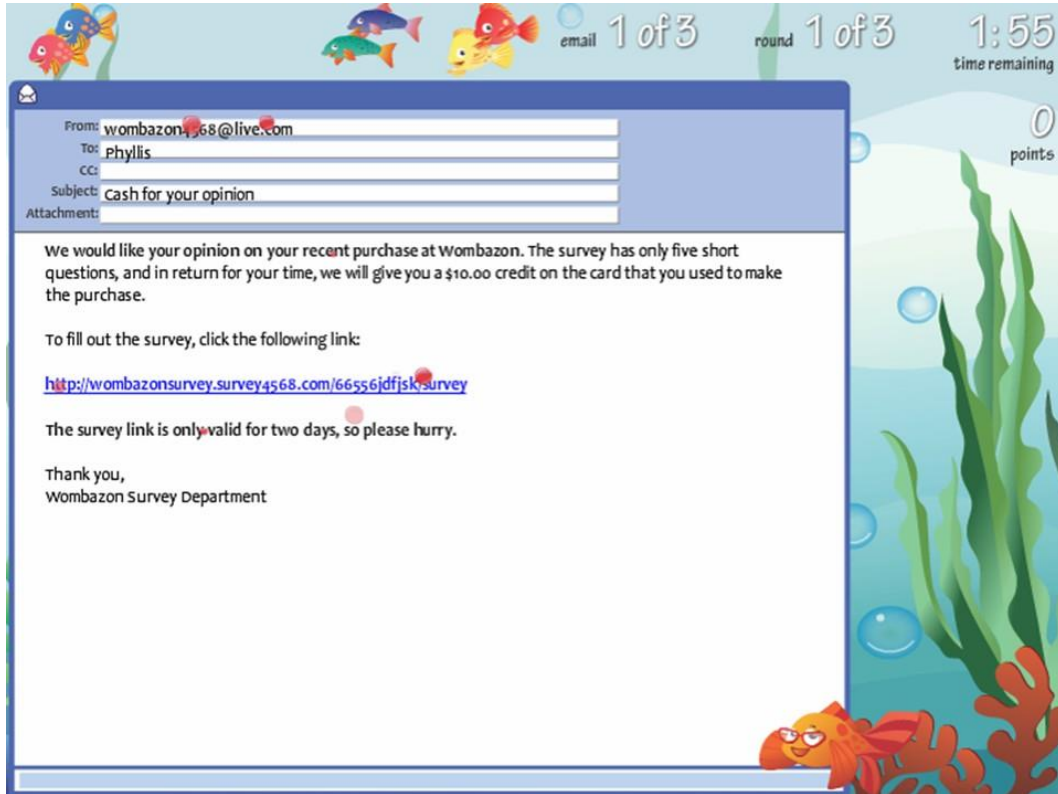 email 1 of 3 round 1 of 3 1:55
time remaining
0
points
From: wombazon4568@live.com
To: Phyllis
CC:
Subject: Cash for your opinion
Attachment:
We would like your opinion on your recent purchase at Wombazon. The survey has only five short
questions, and in return for your time, we will give you a $10.00 credit on the card that you used to make
the purchase.
To fill out the survey, click the following link:
http://wombazonsurvey.survey4568.com/66556jdfjsk/survey
The survey link is only valid for two days, so please hurry.
Thank you,
Wombazon Survey Department